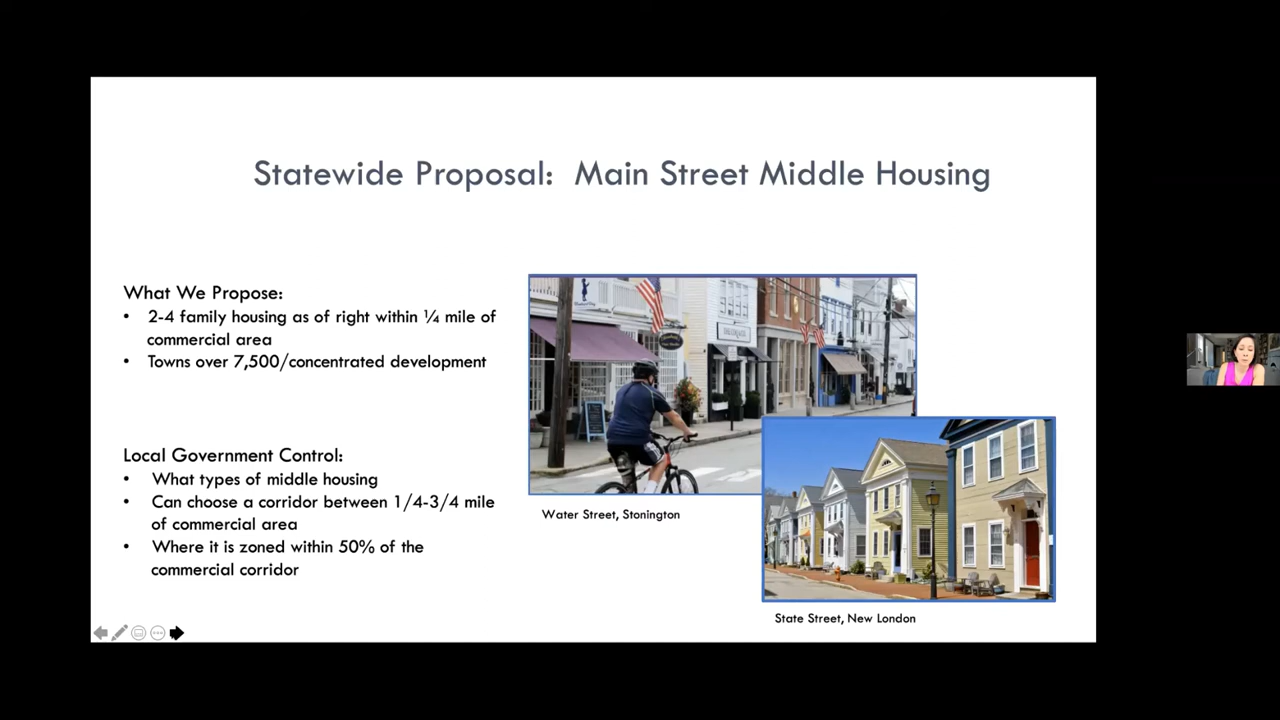 Statewide Proposal: Main Street Middle Housing
What We Propose:
• 2-4 family housing as of right within ¼ mile of
commercial area
• Towns over 7,500/concentrated development
Local Government Control:
• What types of middle housing
• Can choose a corridor between 1/4-3/4 mile
of commercial area
• Where it is zoned within 50% of the
commercial corridor
Water Street, Stonington
State Street, New London